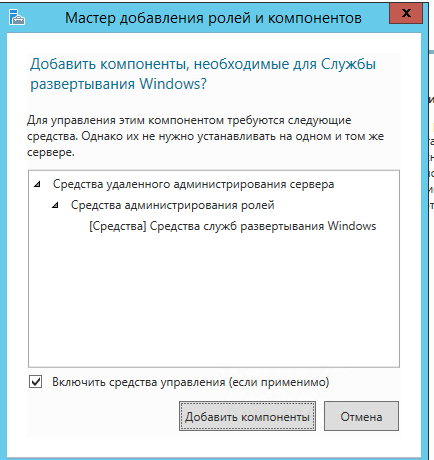 Мастер добавления ролей и компонентов
Добавить компоненты, необходимые для Службы
развертывания Windows?
Для управления этим компонентом требуются следующие
средства. Однако их не нужно устанавливать на одном и том же
сервере.
Средства удаленного администрирования сервера
Средства администрирования ролей
[Средства] Средства служб развертывания Windows
Включить средства управления (если применимо)
Добавить компоненты
Отмена